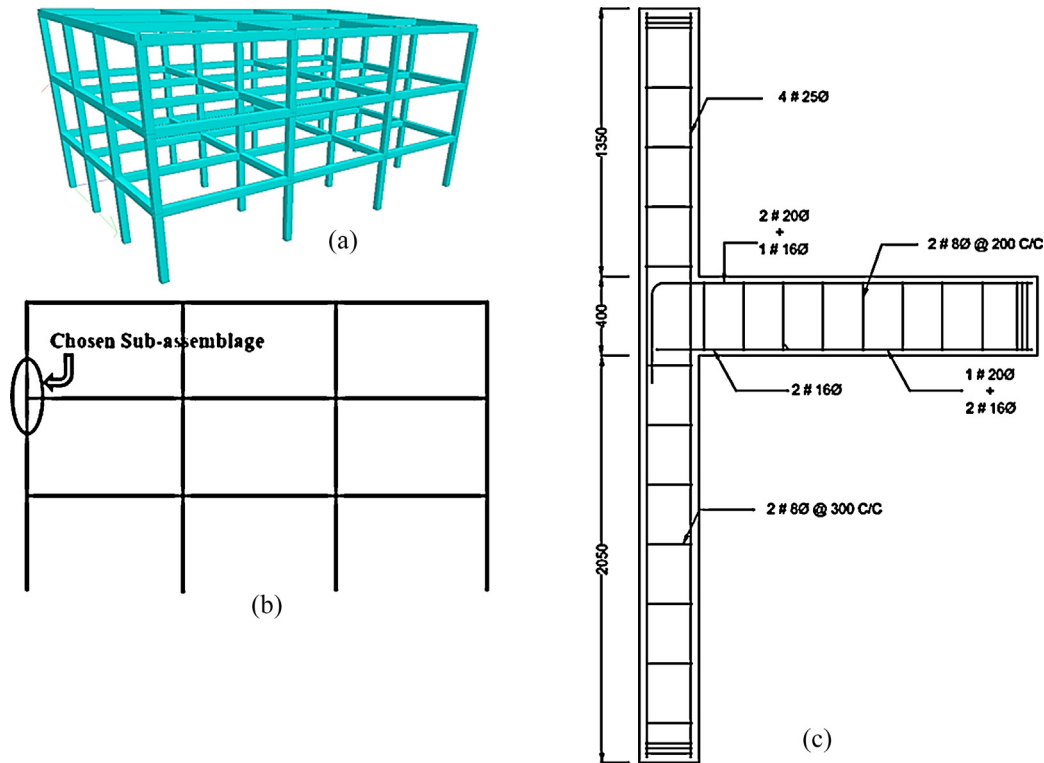 (a)
Chosen Sub-assemblage
(b)
1350
400
2050
4 # 25Ø
2 # 20Ø
+
1 # 16Ø
2 # 8Ø @ 200 C/C
2 # 16Ø
1 # 20Ø
+
2 # 16Ø
2 # 8Ø @ 300 C/C
(c)